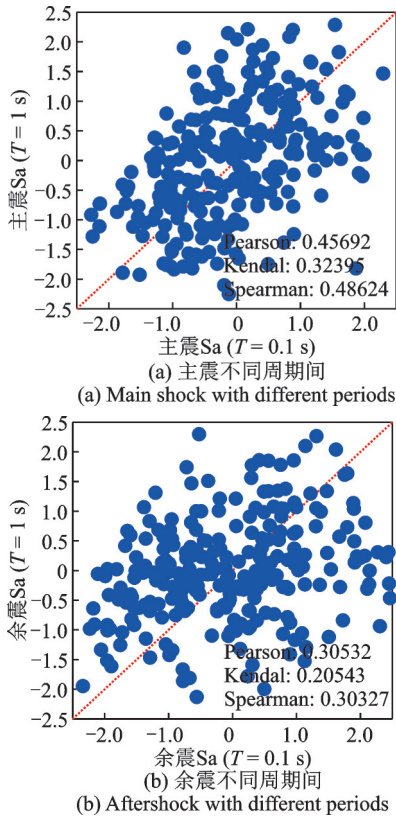 2.5
2.0
1.5
1.0
0.5
0
−0.5
−1.0
−1.5
−2.0
−2.5
主震Sa (T = 1 s)
Pearson: 0.45692
Kendal: 0.32395
Spearman: 0.48624
−2.0 −1.0 0 1.0 2.0
主震Sa (T = 0.1 s)
(a) 主震不同周期间
(a) Main shock with different periods
2.5
2.0
1.5
1.0
0.5
0
−0.5
−1.0
−1.5
−2.0
−2.5
余震Sa (T = 1 s)
Pearson: 0.30532
Kendal: 0.20543
Spearman: 0.30327
−2.0 −1.0 0 1.0 2.0
余震Sa (T = 0.1 s)
(b) 余震不同周期间
(b) Aftershock with different periods